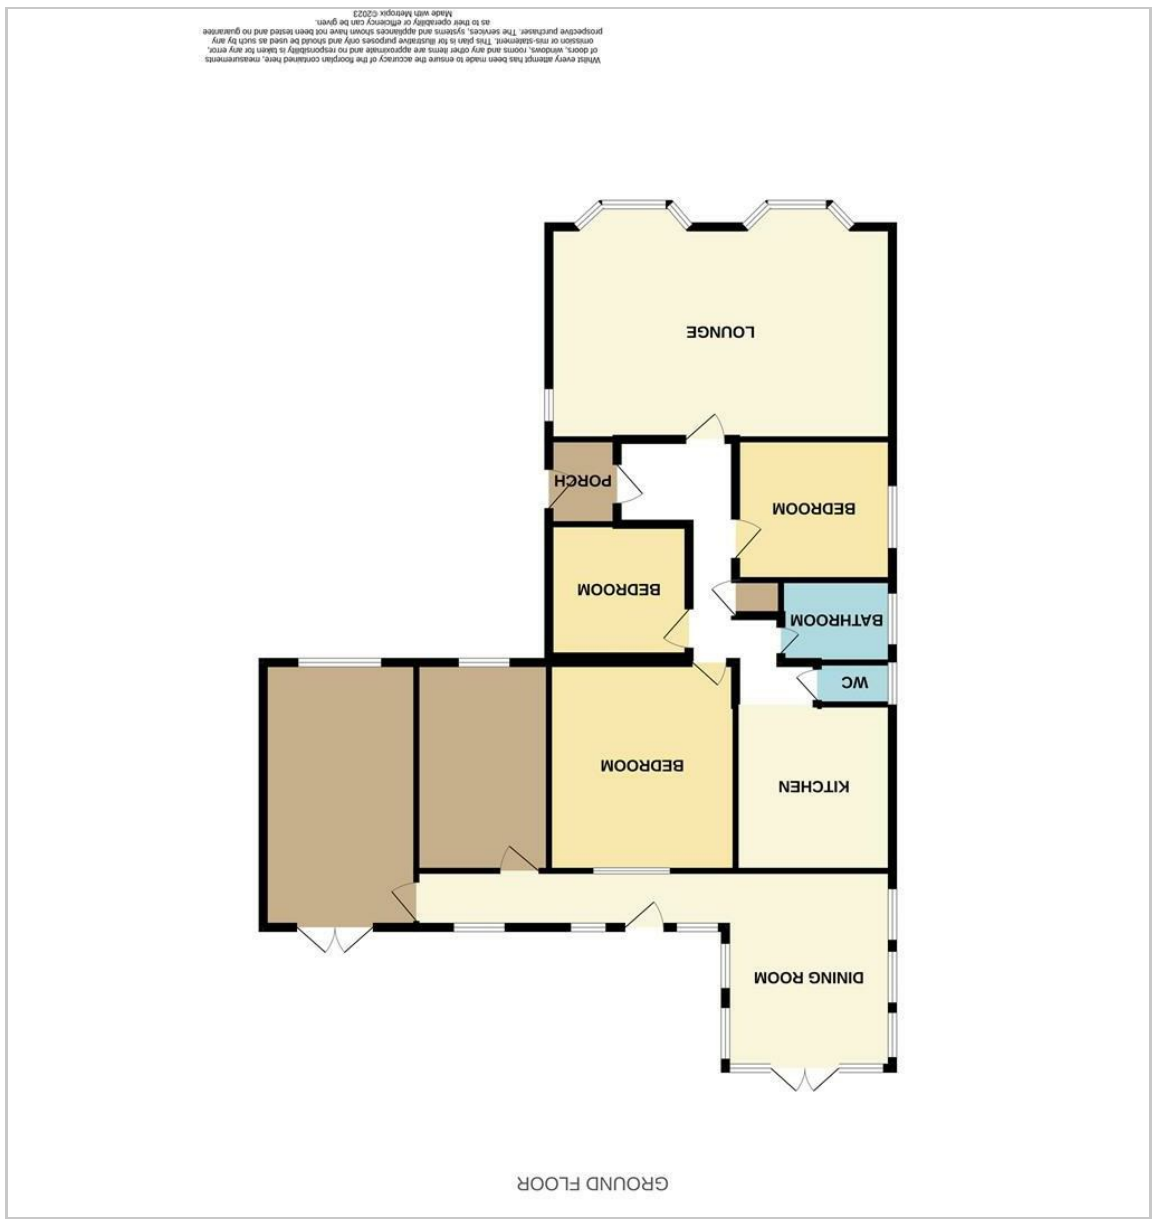 GROUND FLOOR
DINING ROOM
KITCHEN
BEDROOM
WC
BATHROOM
BEDROOM
BEDROOM
PORCH
LOUNGE
Whilst every attempt has been made to ensure the accuracy of the floorplan contained here, measurements
of doors, windows, rooms and any other items are approximate and no responsibility is taken for any error,
omission or mis-statement. This plan is for illustrative purposes only and should be used as such by any
prospective purchaser. The services, systems and appliances shown have not been tested and no guarantee
as to their operability or efficiency can be given.
Made with Metropix ©2023